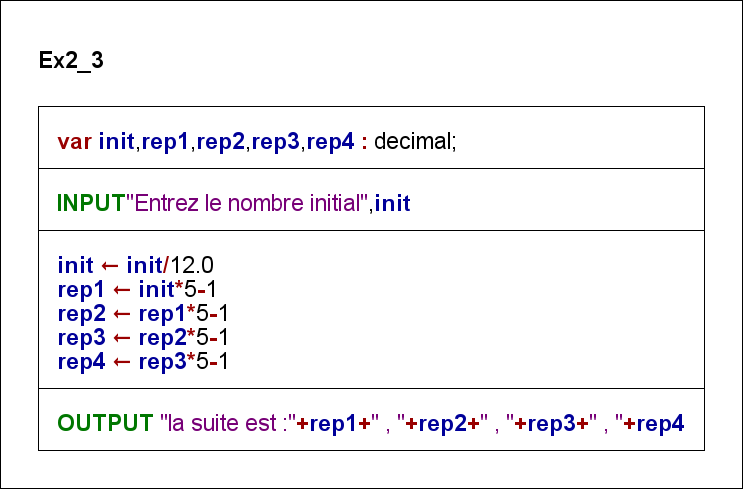 Ex2_3
var init,rep1,rep2,rep3,rep4 : decimal;
INPUT"Entrez le nombre initial",init
init ← init/12.0
rep1 ← init*5-1
rep2 ← rep1*5-1
rep3 ← rep2*5-1
rep4 ← rep3*5-1
OUTPUT "la suite est :"+rep1+" , "+rep2+" , "+rep3+" , "+rep4